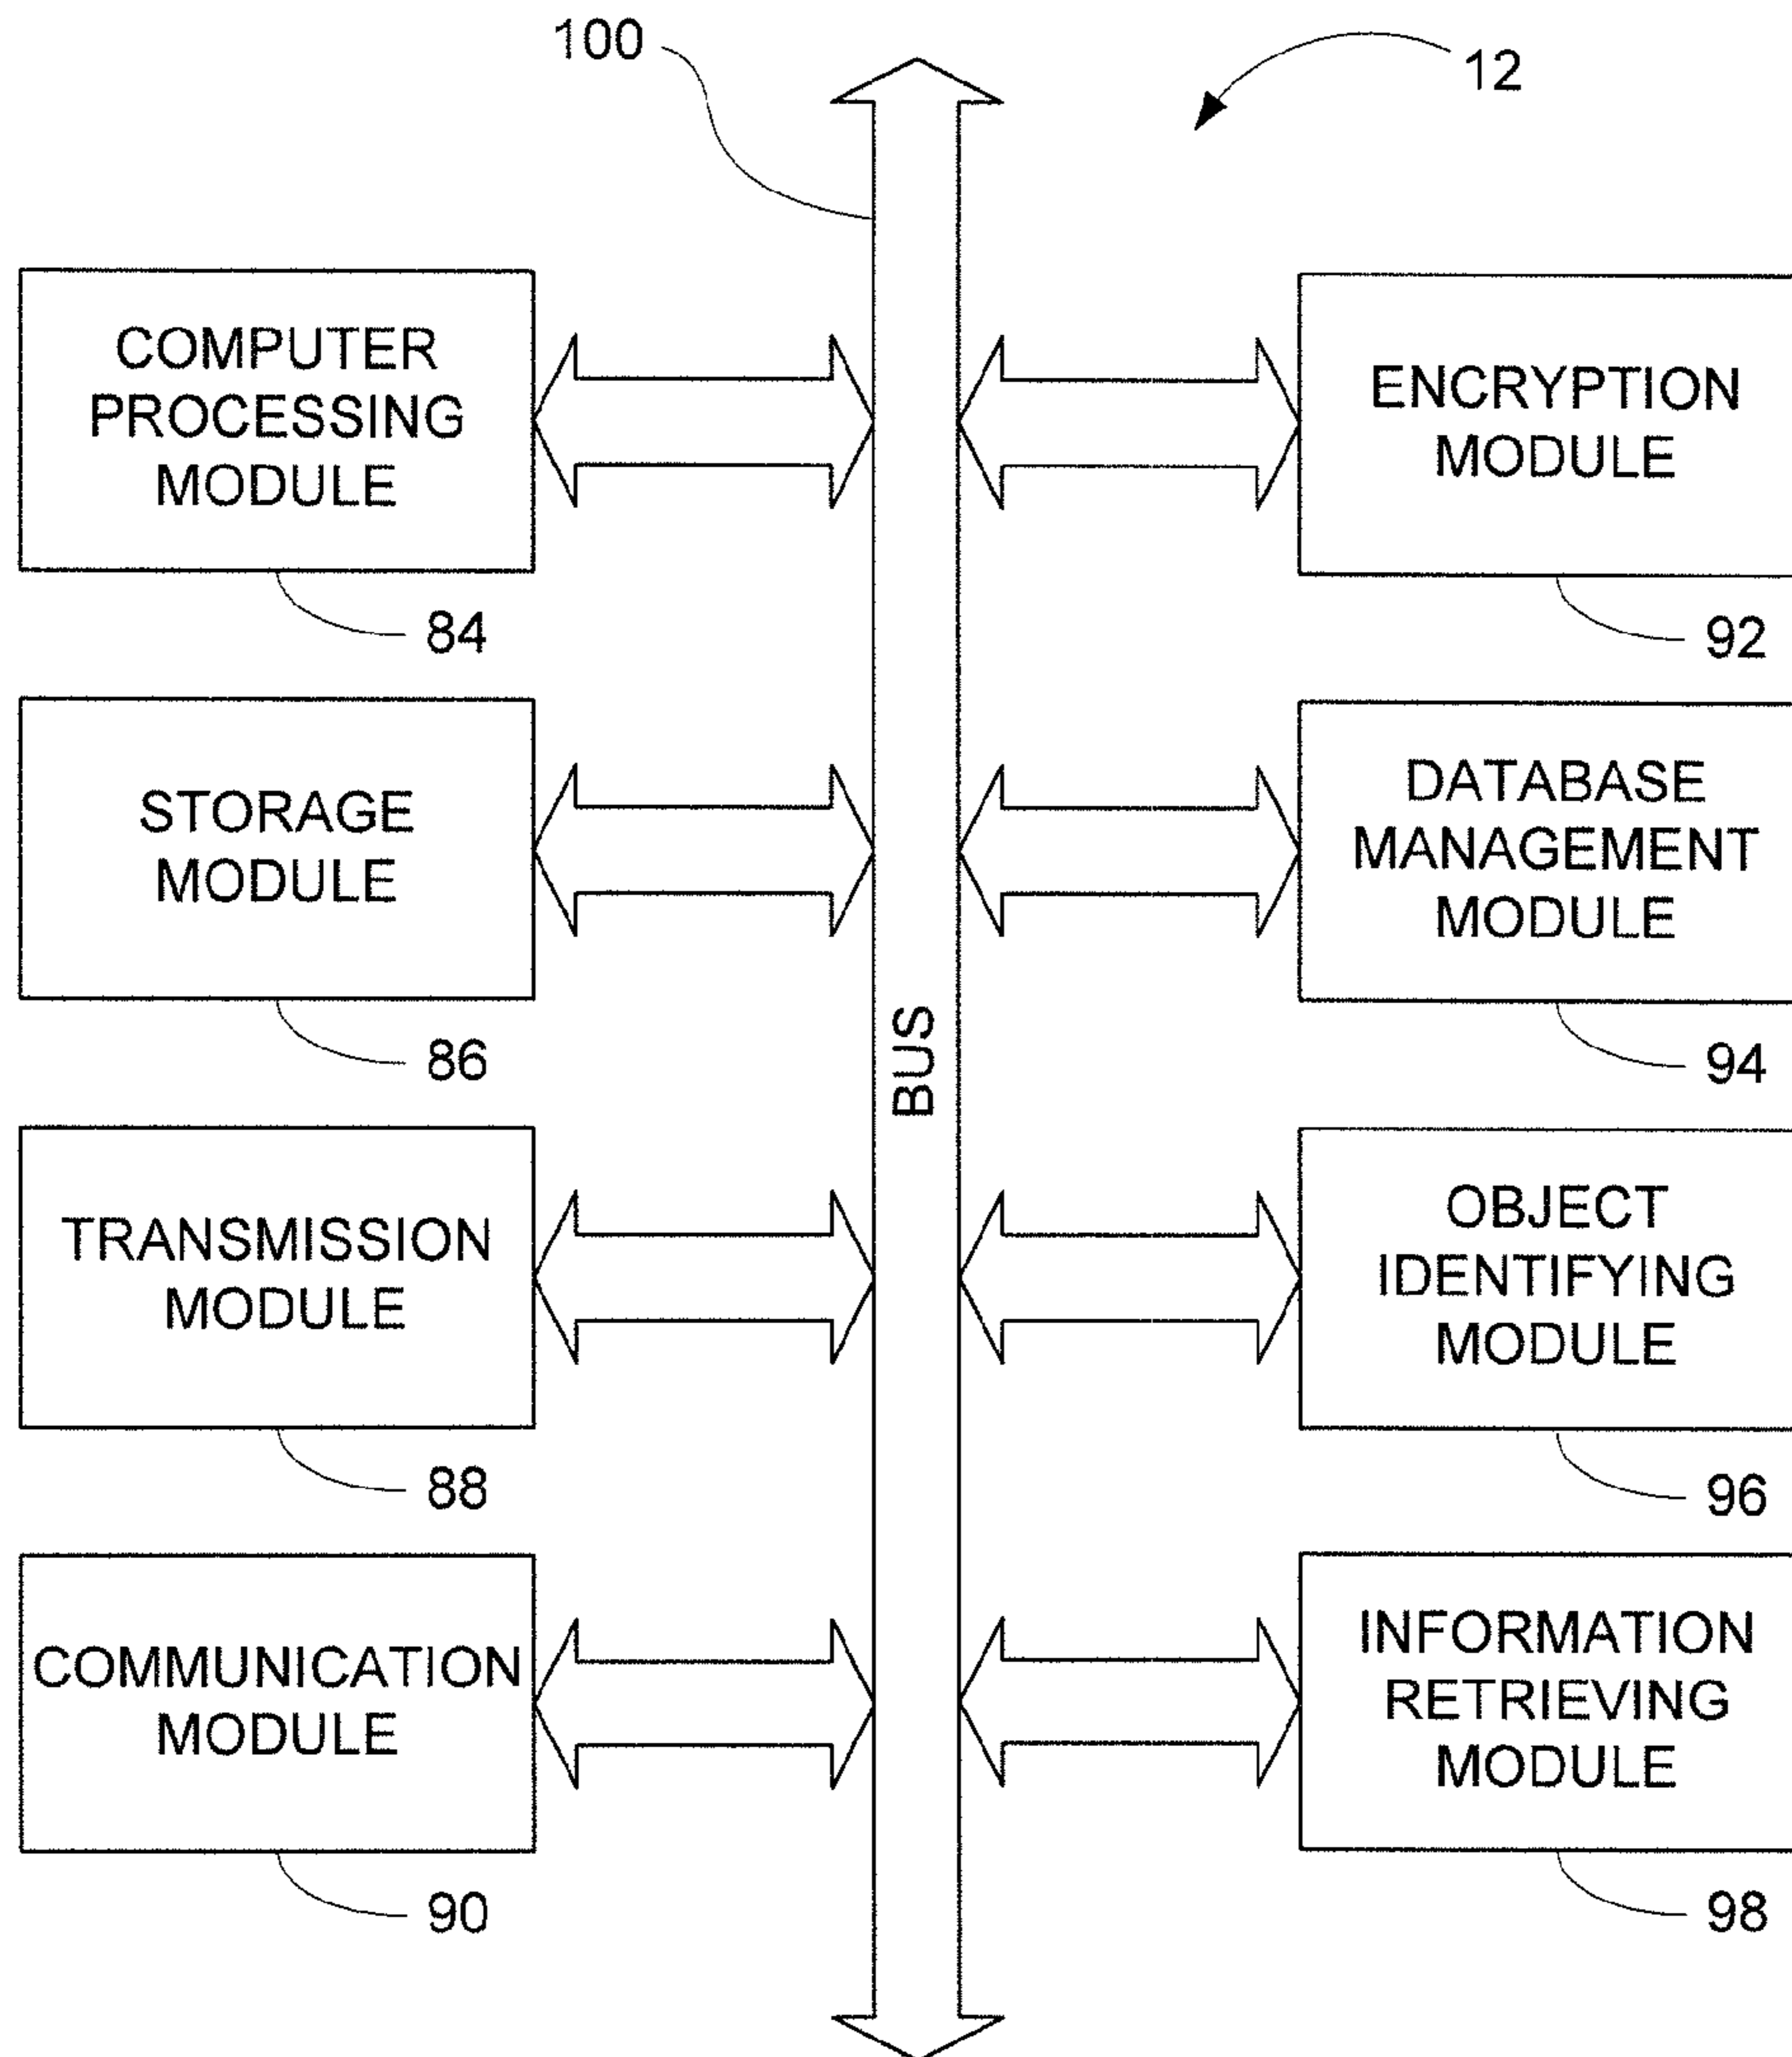 100
12
COMPUTER
PROCESSING
MODULE
84
ENCRYPTION
MODULE
92
STORAGE
MODULE
86
DATABASE
MANAGEMENT
MODULE
94
BUS
TRANSMISSION
MODULE
88
OBJECT
IDENTIFYING
MODULE
96
COMMUNICATION
MODULE
90
INFORMATION
RETRIEVING
MODULE
98